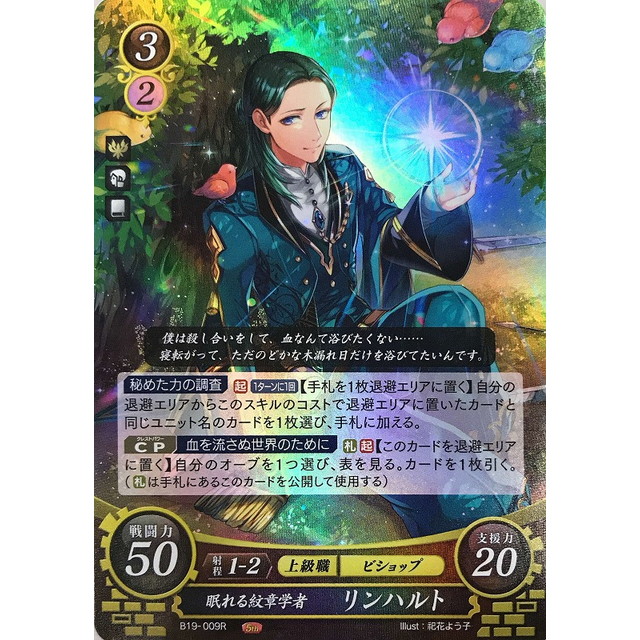 3
2
僕は殺し合いをして、血なんて浴びたくない……
寝転がって、ただのどかな木漏れ日だけを浴びてたいんです。
秘めた力の調査 起 1ターンに1回 【手札を1枚退避エリアに置く】自分の
退避エリアからこのスキルのコストで退避エリアに置いたカードと
同じユニット名のカードを1枚選び、手札に加える。
クレストパワー
CP 血を流さぬ世界のために 札 起 【このカードを退避エリア
に置く】自分のオーブを1つ選び、表を見る。カードを1枚引く。
(札は手札にあるこのカードを公開して使用する)
戦闘力
50
射程 1-2 上級職 ビショップ
支援力
20
眠れる紋章学者 リンハルト
B19-009R 5th Illust:祀花よう子